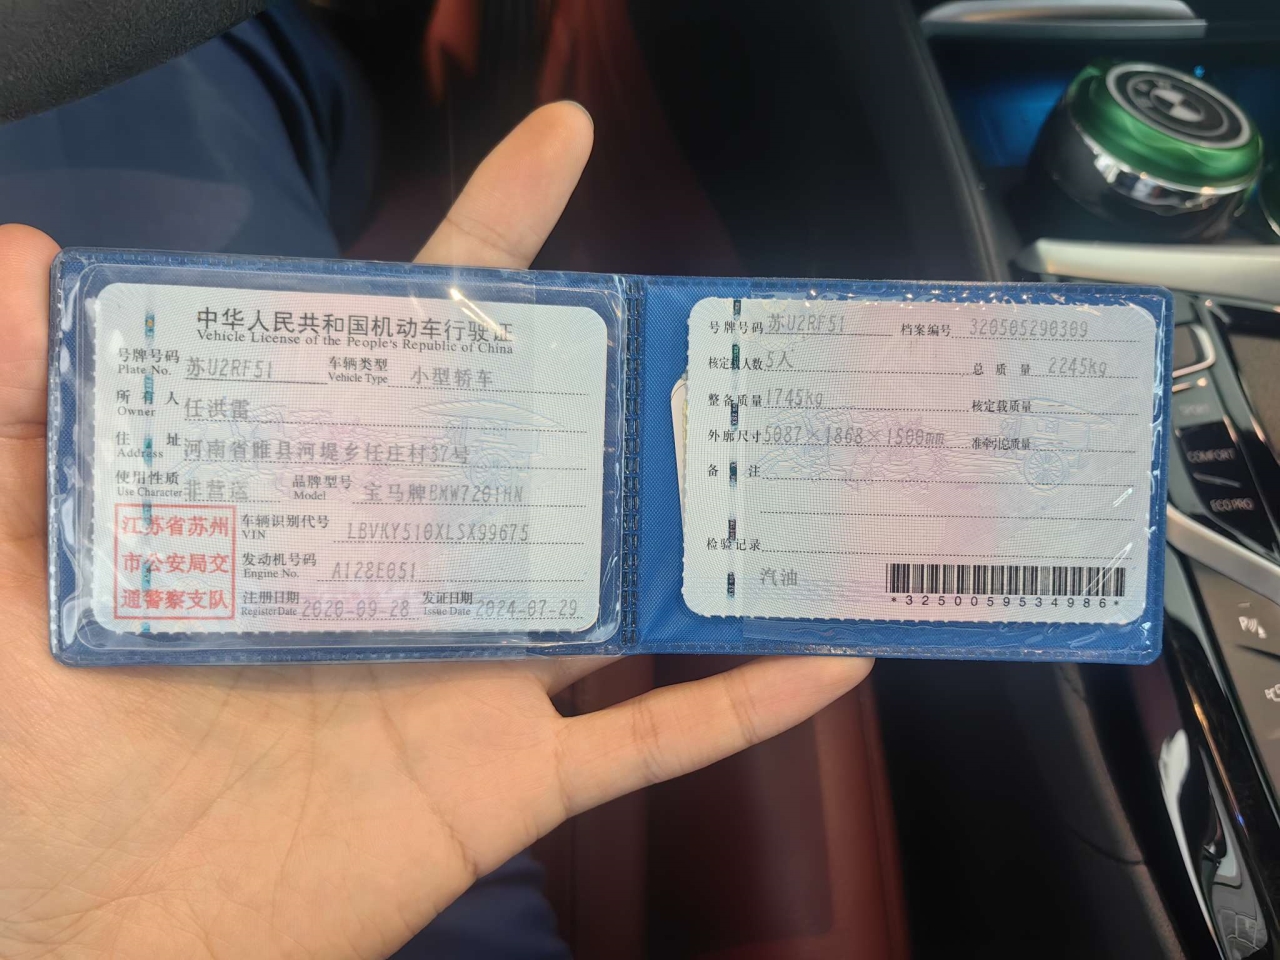 中华人民共和国机动车行驶证
Vehicle License of the People's Republic of China
号牌号码 苏U2RF51 车辆类型 小型轿车
Plate No. Vehicle Type
所有人 任洪雷
Owner
住址 河南省睢县河堤乡任庄村37号
Address
使用性质 非营运 品牌型号 宝马牌BMW7201HN
Use Character Model
江苏省苏州
市公安局交
通警察支队
车辆识别代号 LBVKY510XLSX99675
VIN
发动机号码 A128E051
Engine No.
注册日期 2020-09-28 发证日期 2024-07-29
Register Date Issue Date
号牌号码 苏U2RF51 档案编号 320505290309
核定载人数 5人 总质量 2245kg
整备质量 1745kg 核定载质量
外廓尺寸 5087×1868×1500mm 准牵引总质量
备注
检验记录
汽油
*3250059534986*
SPORT
COMFORT
ECO PRO
P